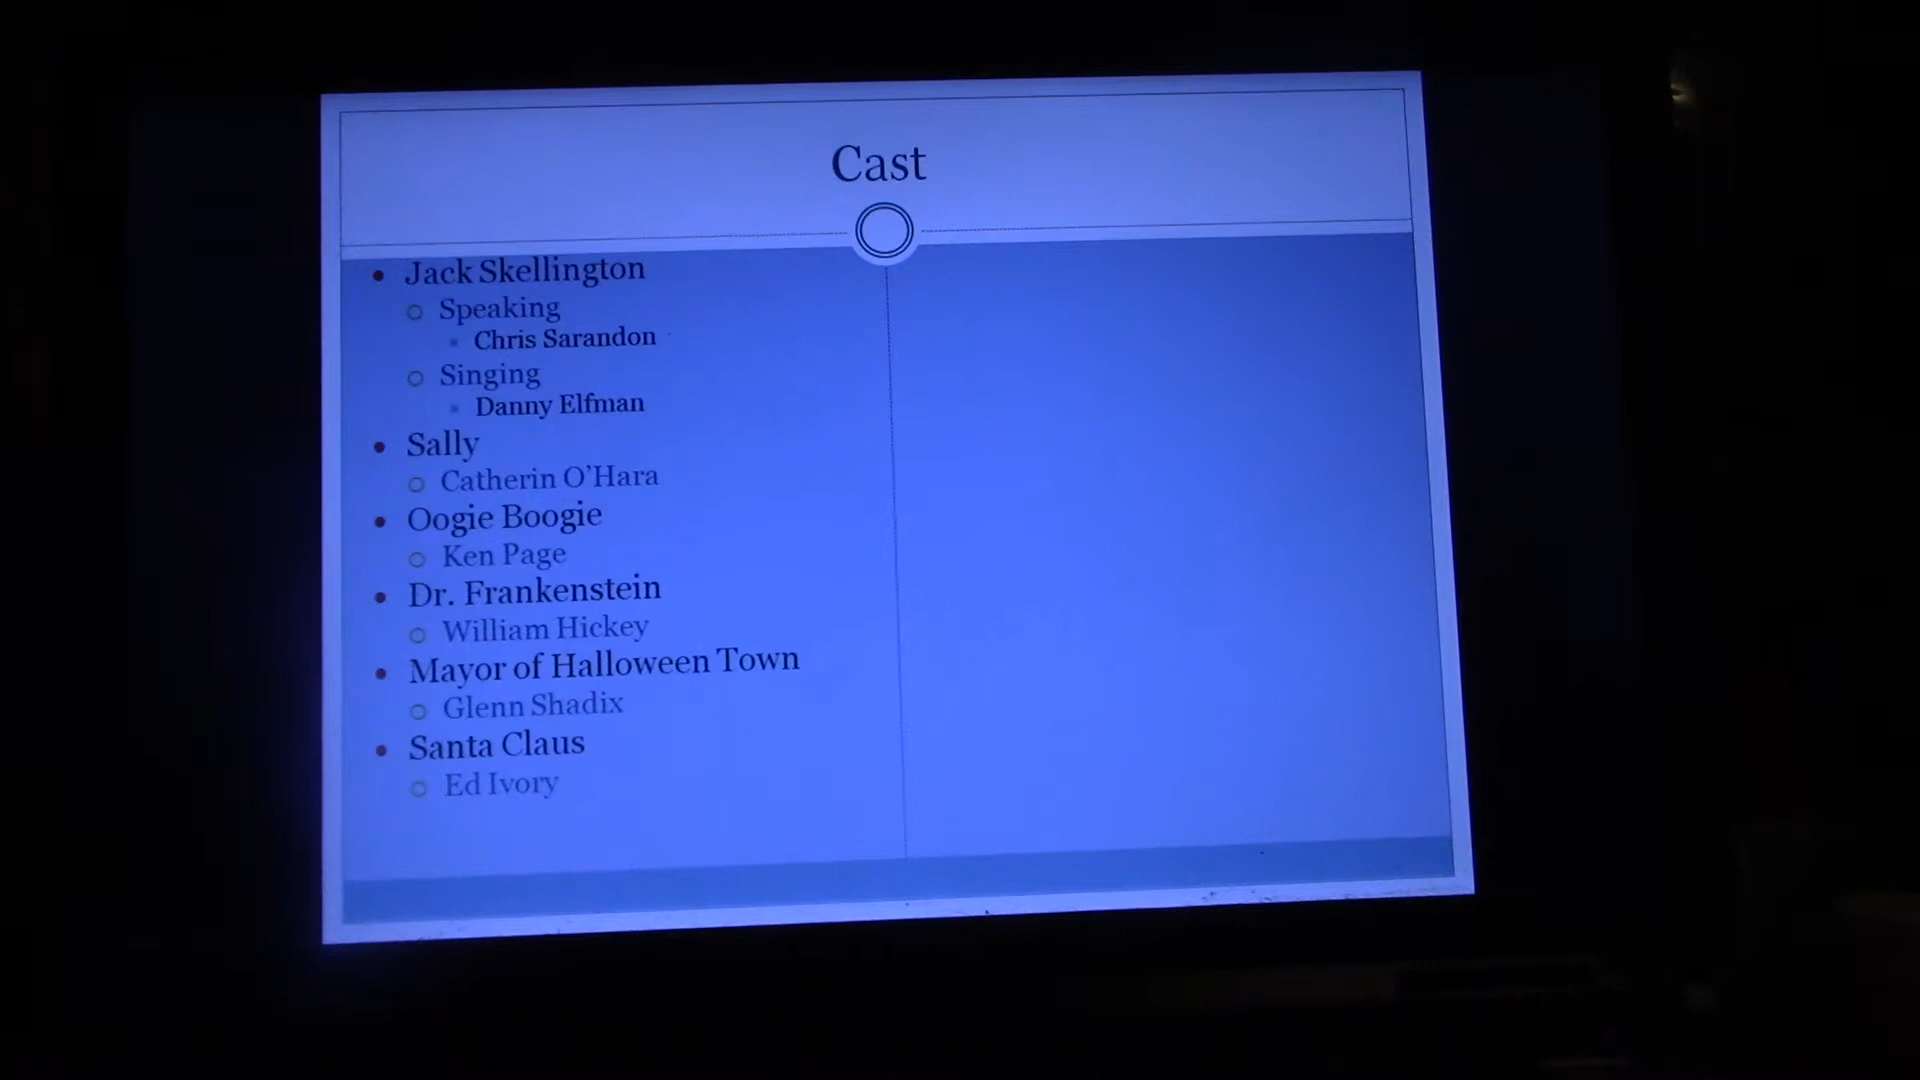 Cast
Jack Skellington
Speaking
Chris Sarandon
Singing
Danny Elfman
Sally
Catherin O'Hara
Oogie Boogie
Ken Page
Dr. Frankenstein
William Hickey
Mayor of Halloween Town
Glenn Shadix
Santa Claus
Ed Ivory